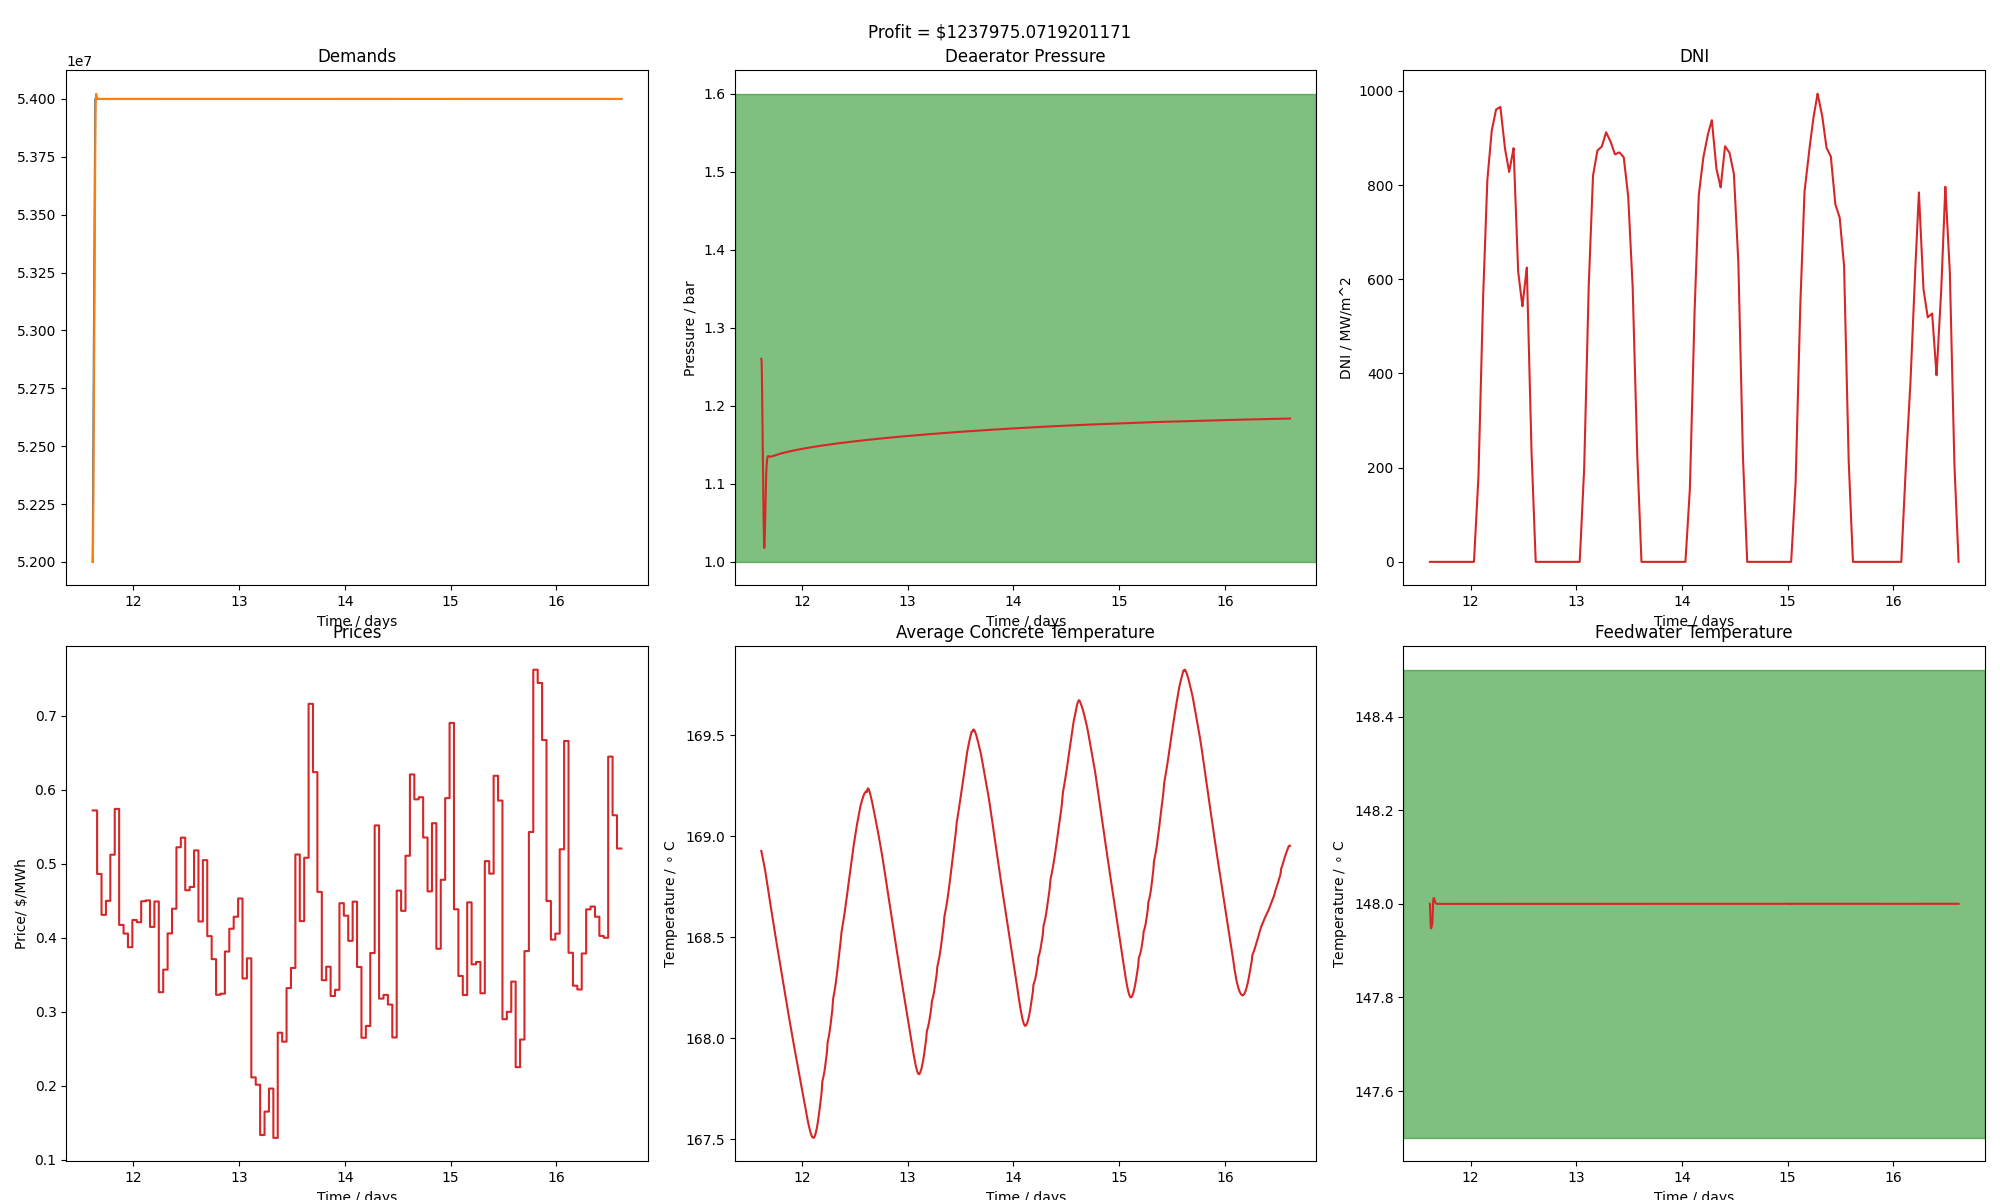 Profit = $1237975.0719201171
Demands
1e7
5.400
5.375
5.350
5.325
5.300
5.275
5.250
5.225
5.200
12 13 14 15 16
Time / days
Deaerator Pressure
Pressure / bar
1.6
1.5
1.4
1.3
1.2
1.1
1.0
12 13 14 15 16
Time / days
DNI
DNI / MW/m^2
1000
800
600
400
200
0
12 13 14 15 16
Time / days
Prices
Price/ $/MWh
0.7
0.6
0.5
0.4
0.3
0.2
0.1
12 13 14 15 16
Time / days
Average Concrete Temperature
Temperature / ∘ C
169.5
169.0
168.5
168.0
167.5
12 13 14 15 16
Time / days
Feedwater Temperature
Temperature / ∘ C
148.4
148.2
148.0
147.8
147.6
12 13 14 15 16
Time / days